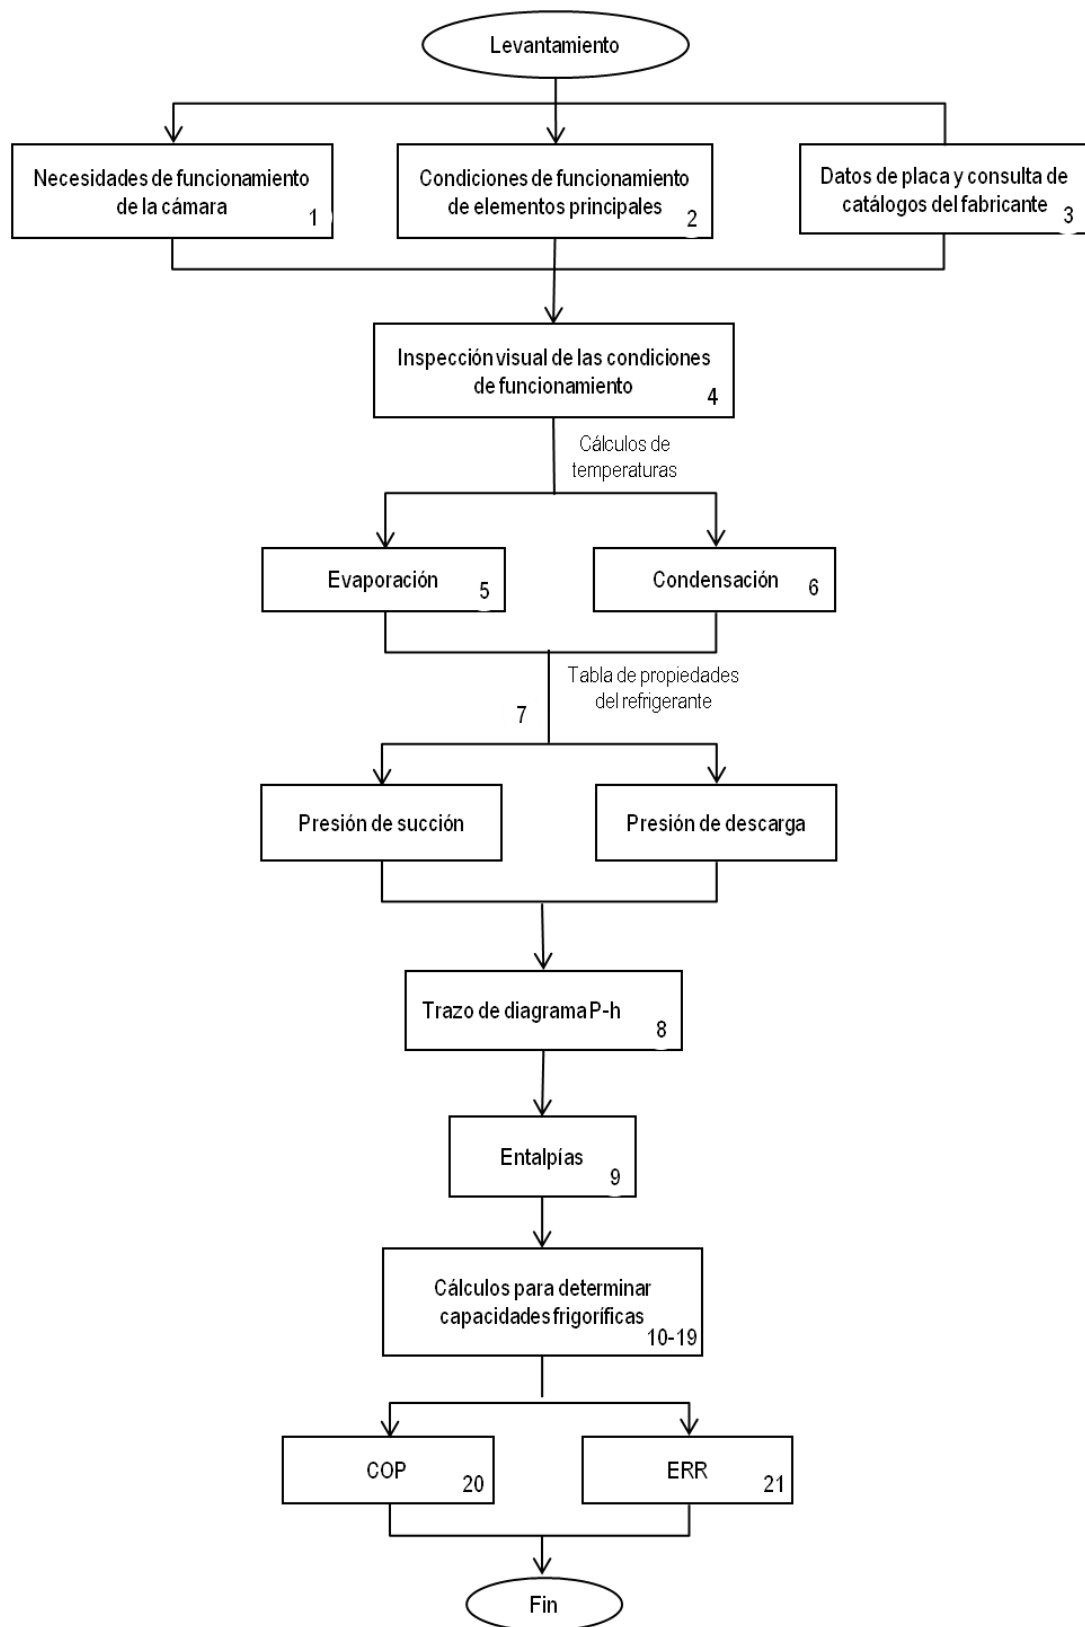 Levantamiento
Necesidades de funcionamiento
de la cámara
1
Condiciones de funcionamiento
de elementos principales
2
Datos de placa y consulta de
catálogos del fabricante
3
Inspección visual de las condiciones
de funcionamiento
4
Cálculos de
temperaturas
Evaporación
5
Condensación
6
Tabla de propiedades
del refrigerante
7
Presión de succión
Presión de descarga
Trazo de diagrama P-h
8
Entalpías
9
Cálculos para determinar
capacidades frigoríficas
10-19
COP
20
ERR
21
Fin